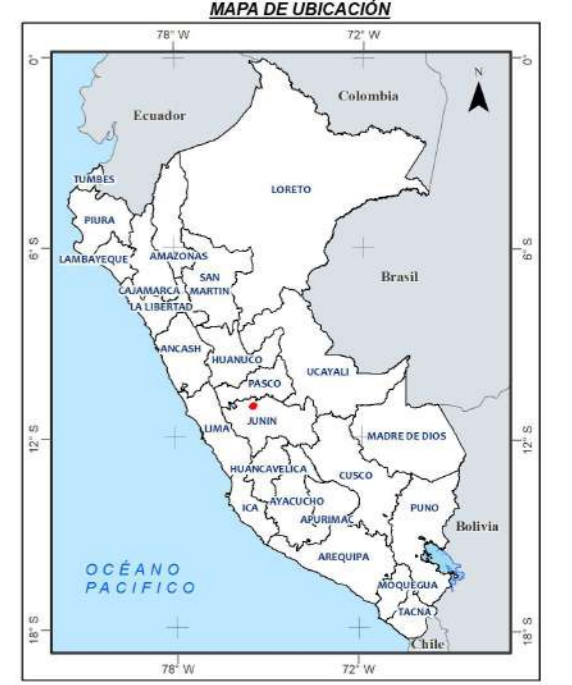 MAPA DE UBICACIÓN
78° W
72° W
0°
0°
N
Colombia
Ecuador
TUMBES
LORETO
PIURA
6° S
6° S
LAMBAYEQUE
AMAZONAS
SAN
MARTIN
Brasil
CAJAMARCA
LA LIBERTAD
ANCASH
HUANUCO
UCAYALI
PASCO
LIMA
JUNIN
12° S
12° S
MADRE DE DIOS
HUANCAVELICA
CUSCO
ICA
AYACUCHO
PUNO
APURIMAC
Bolivia
AREQUIPA
OCÉANO
PACIFICO
MOQUEGUA
TACNA
18° S
18° S
Chile
78° W
72° W